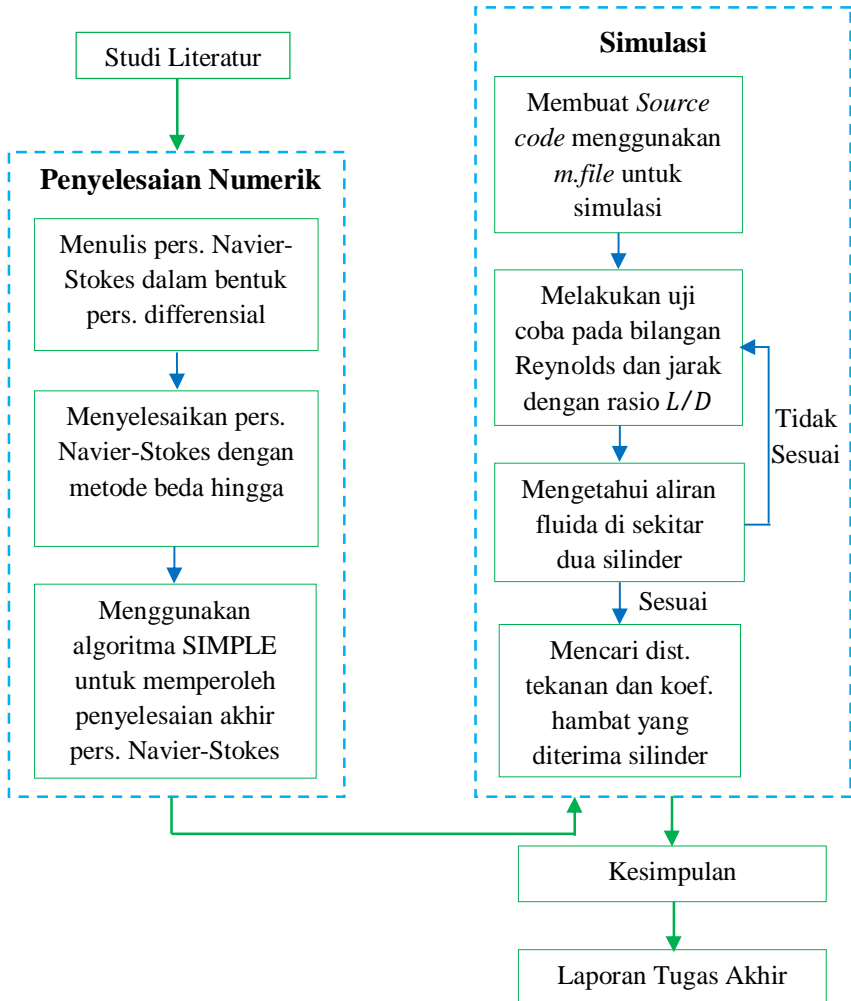 Studi Literatur
Penyelesaian Numerik
Menulis pers. Navier-
Stokes dalam bentuk
pers. differensial
Menyelesaikan pers.
Navier-Stokes dengan
metode beda hingga
Menggunakan
algoritma SIMPLE
untuk memperoleh
penyelesaian akhir
pers. Navier-Stokes
Simulasi
Membuat Source
code menggunakan
m.file untuk
simulasi
Melakukan uji
coba pada bilangan
Reynolds dan jarak
dengan rasio L/D
Tidak
Sesuai
Mengetahui aliran
fluida di sekitar
dua silinder
Sesuai
Mencari dist.
tekanan dan koef.
hambat yang
diterima silinder
Kesimpulan
Laporan Tugas Akhir